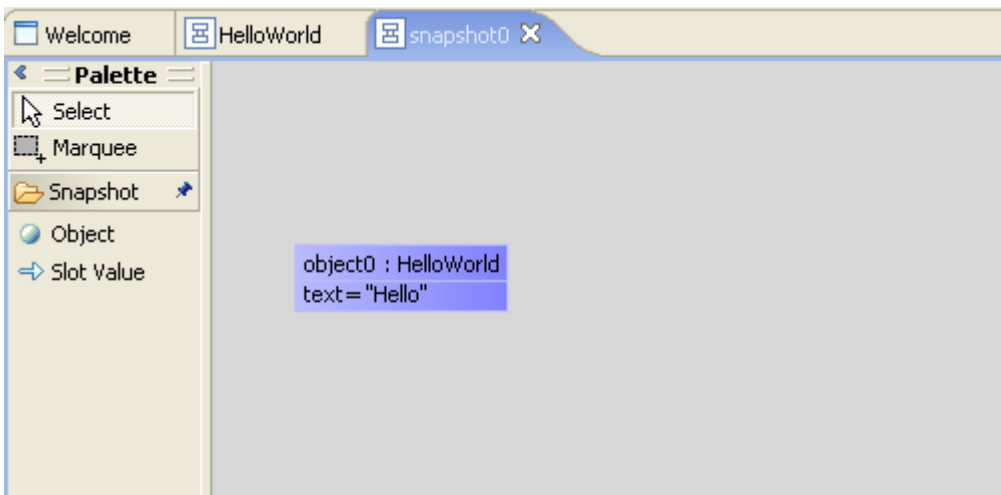 Welcome
HelloWorld
snapshot0
Palette
Select
Marquee
Snapshot
Object
Slot Value
object0 : HelloWorld
text="Hello"